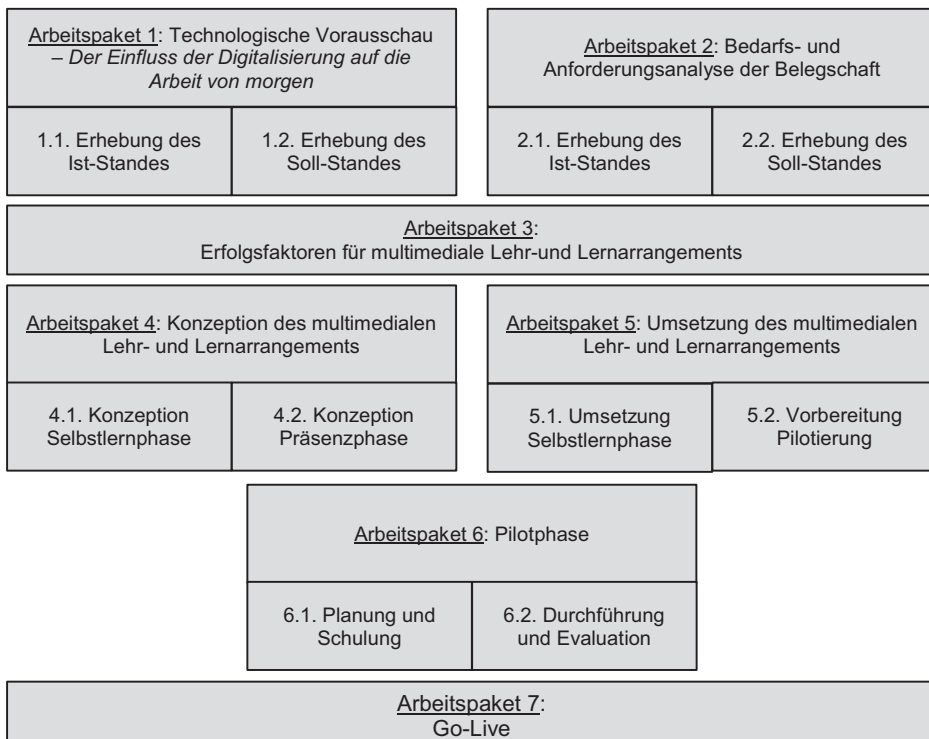 Arbeitspaket 1: Technologische Vorausschau
– Der Einfluss der Digitalisierung auf die
Arbeit von morgen
1.1. Erhebung des
Ist-Standes
1.2. Erhebung des
Soll-Standes
Arbeitspaket 2: Bedarfs- und
Anforderungsanalyse der Belegschaft
2.1. Erhebung des
Ist-Standes
2.2. Erhebung des
Soll-Standes
Arbeitspaket 3:
Erfolgsfaktoren für multimediale Lehr-und Lernarrangements
Arbeitspaket 4: Konzeption des multimedialen
Lehr- und Lernarrangements
4.1. Konzeption
Selbstlernphase
4.2. Konzeption
Präsenzphase
Arbeitspaket 5: Umsetzung des multimedialen
Lehr- und Lernarrangements
5.1. Umsetzung
Selbstlernphase
5.2. Vorbereitung
Pilotierung
Arbeitspaket 6: Pilotphase
6.1. Planung und
Schulung
6.2. Durchführung
und Evaluation
Arbeitspaket 7:
Go-Live